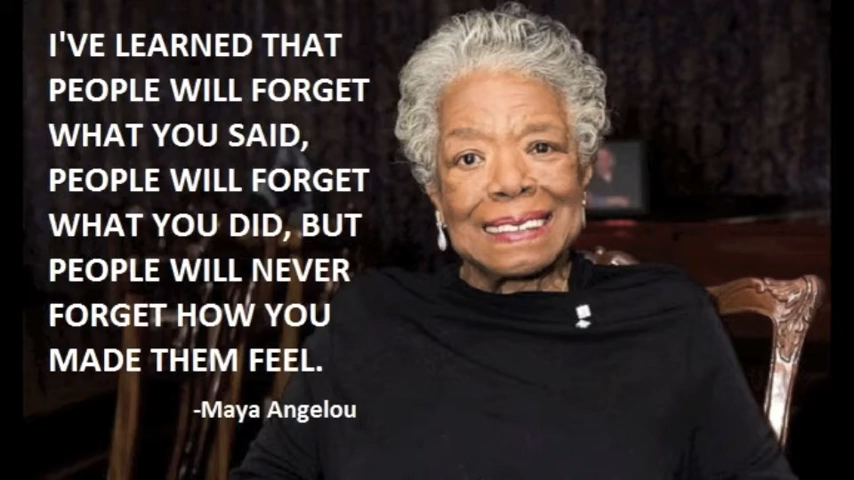 I'VE LEARNED THAT
PEOPLE WILL FORGET
WHAT YOU SAID,
PEOPLE WILL FORGET
WHAT YOU DID, BUT
PEOPLE WILL NEVER
FORGET HOW YOU
MADE THEM FEEL.
-Maya Angelou